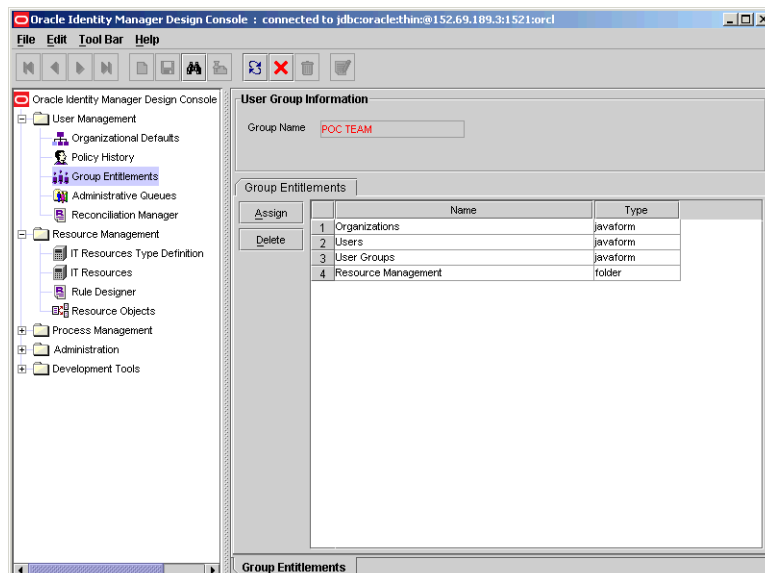 Oracle Identity Manager Design Console : connected to jdbc:oracle:thin:@152.69.189.3:1521:orcl
File Edit Tool Bar Help
Oracle Identity Manager Design Console
User Management
Organizational Defaults
Policy History
Group Entitlements
Administrative Queues
Reconciliation Manager
Resource Management
IT Resources Type Definition
IT Resources
Rule Designer
Resource Objects
Process Management
Administration
Development Tools
User Group Information
Group Name POC TEAM
Group Entitlements
Assign
Delete
Name Type
1 Organizations javaform
2 Users javaform
3 User Groups javaform
4 Resource Management folder
Group Entitlements